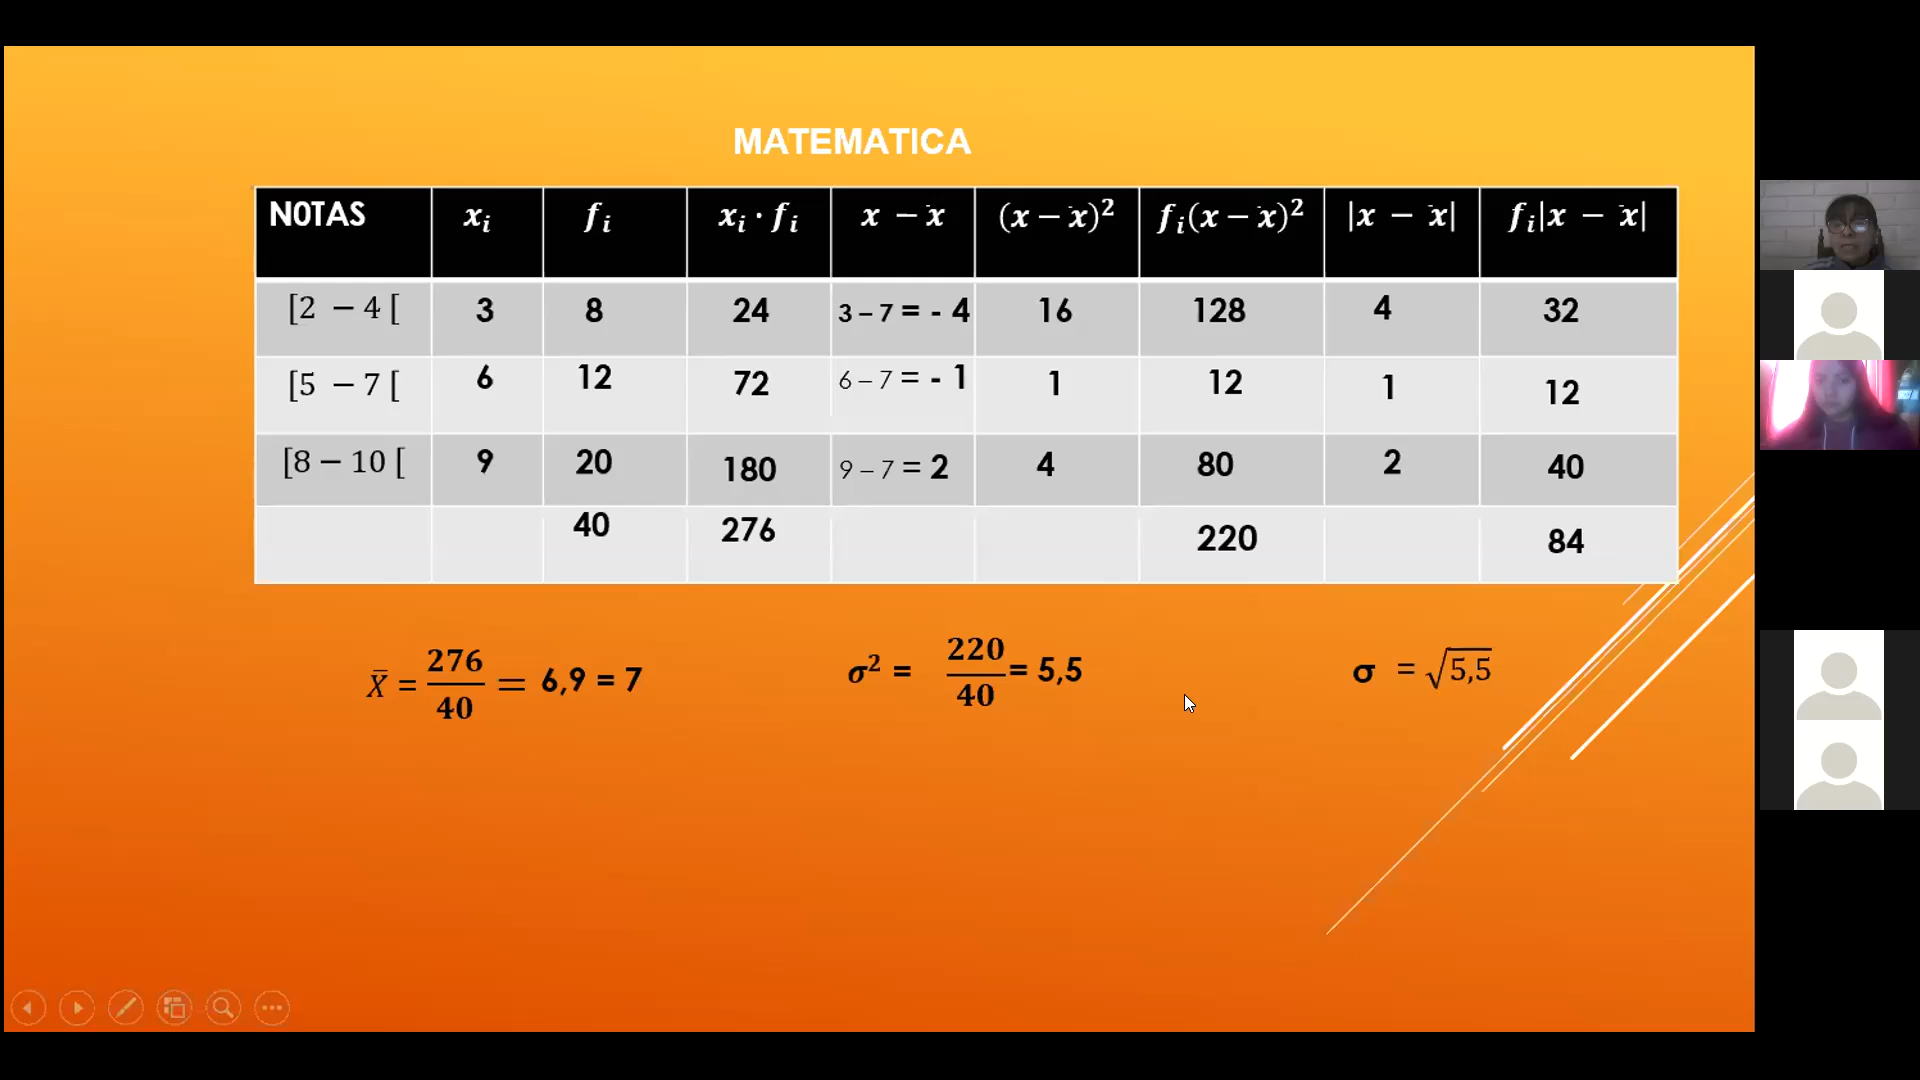 MATEMATICA
NOTAS xᵢ fᵢ xᵢ · fᵢ x − x̄ (x − x̄)² fᵢ(x − x̄)² |x − x̄| fᵢ|x − x̄|
[2 − 4 [ 3 8 24 3 – 7 = - 4 16 128 4 32
[5 − 7 [ 6 12 72 6 – 7 = - 1 1 12 1 12
[8 − 10 [ 9 20 180 9 – 7 = 2 4 80 2 40
40 276 220 84
X̄ = 276/40 = 6,9 = 7 σ² = 220/40 = 5,5 σ = √5,5